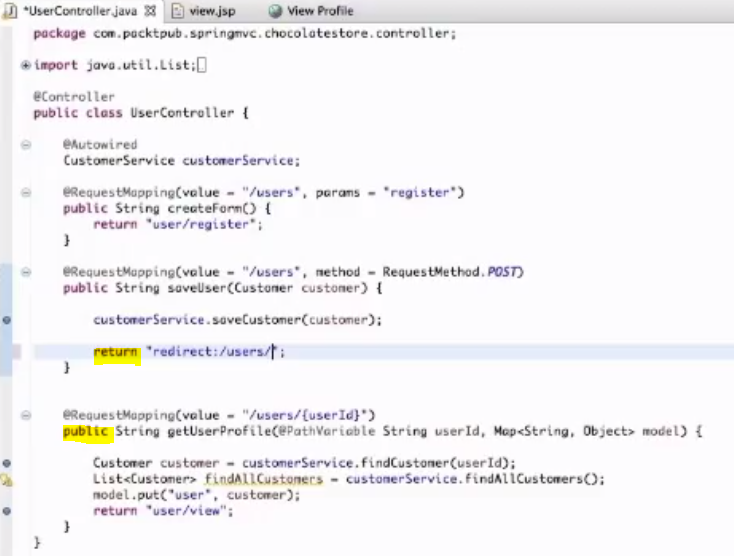 *UserController.java view.jsp View Profile
package com.packtpub.springmvc.chocolatestore.controller;
import java.util.List;
@Controller
public class UserController {
@Autowired
CustomerService customerService;
@RequestMapping(value = "/users", params = "register")
public String createForm() {
return "user/register";
}
@RequestMapping(value = "/users", method = RequestMethod.POST)
public String saveUser(Customer customer) {
customerService.saveCustomer(customer);
return "redirect:/users/";
}
@RequestMapping(value = "/users/{userId}")
public String getUserProfile(@PathVariable String userId, Map<String, Object> model) {
Customer customer = customerService.findCustomer(userId);
List<Customer> findAllCustomers = customerService.findAllCustomers();
model.put("user", customer);
return "user/view";
}
}